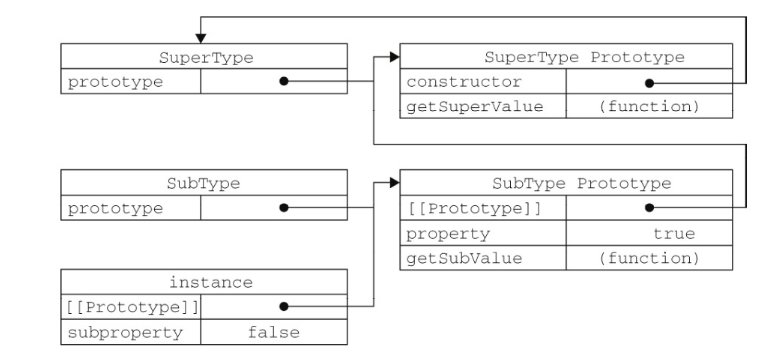 SuperType
prototype
SuperType Prototype
constructor
getSuperValue (function)
SubType
prototype
SubType Prototype
[[Prototype]]
property true
getSubValue (function)
instance
[[Prototype]]
subproperty false